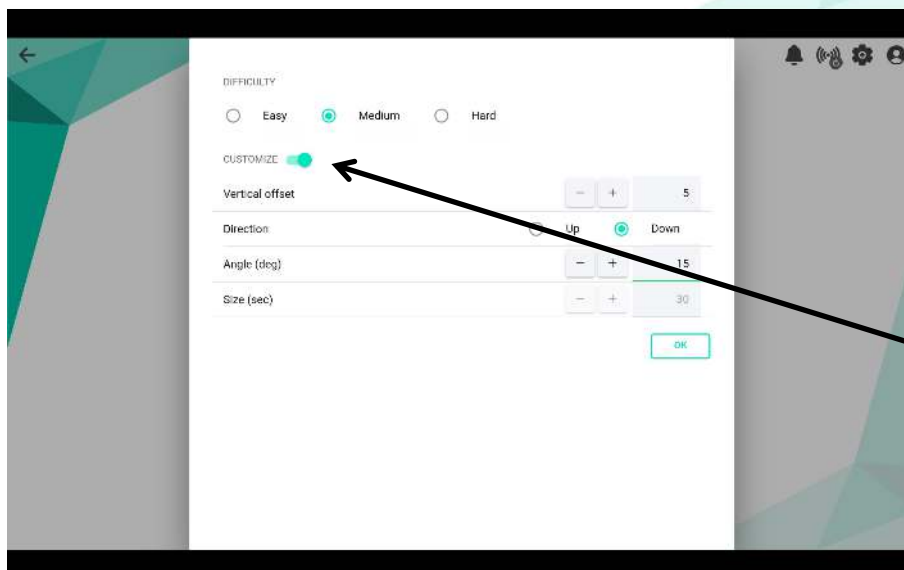 DIFFICULTY
Easy Medium Hard
CUSTOMIZE
Vertical offset - + 5
Direction Up Down
Angle (deg) - + 15
Size (sec) - + 30
OK